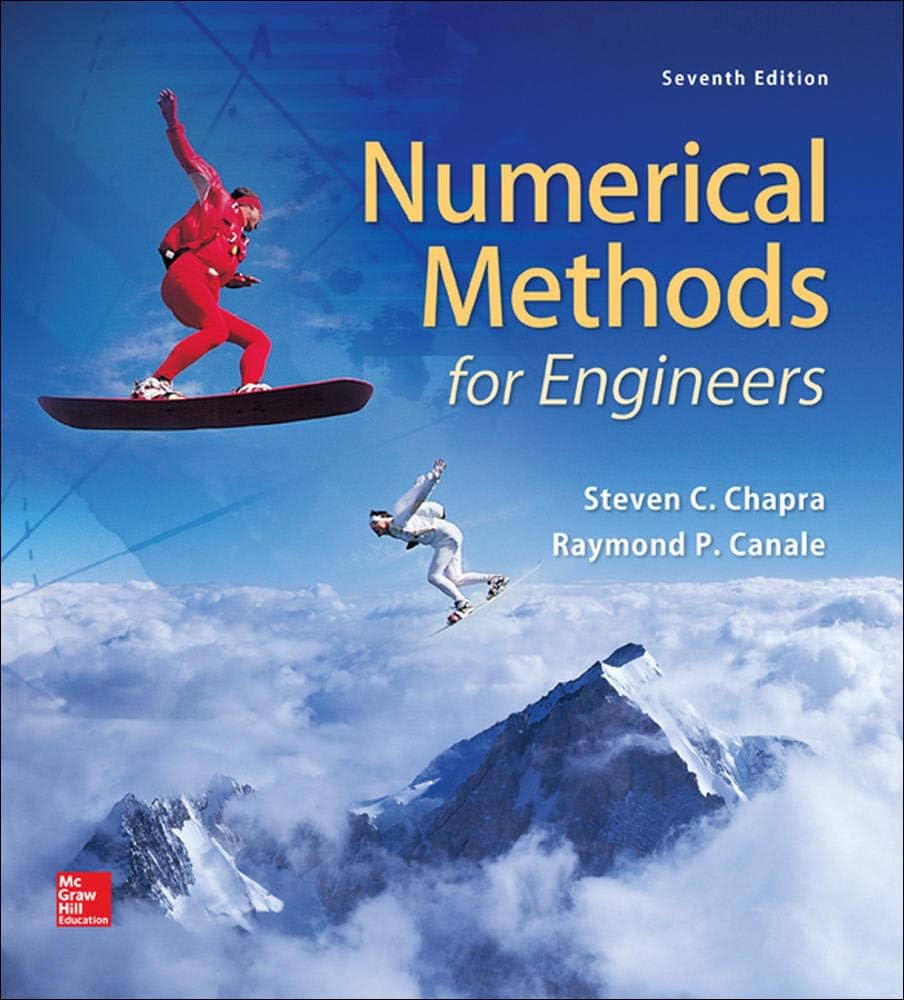 Seventh Edition
Numerical
Methods
for Engineers
Steven C. Chapra
Raymond P. Canale
Mc
Graw
Hill
Education